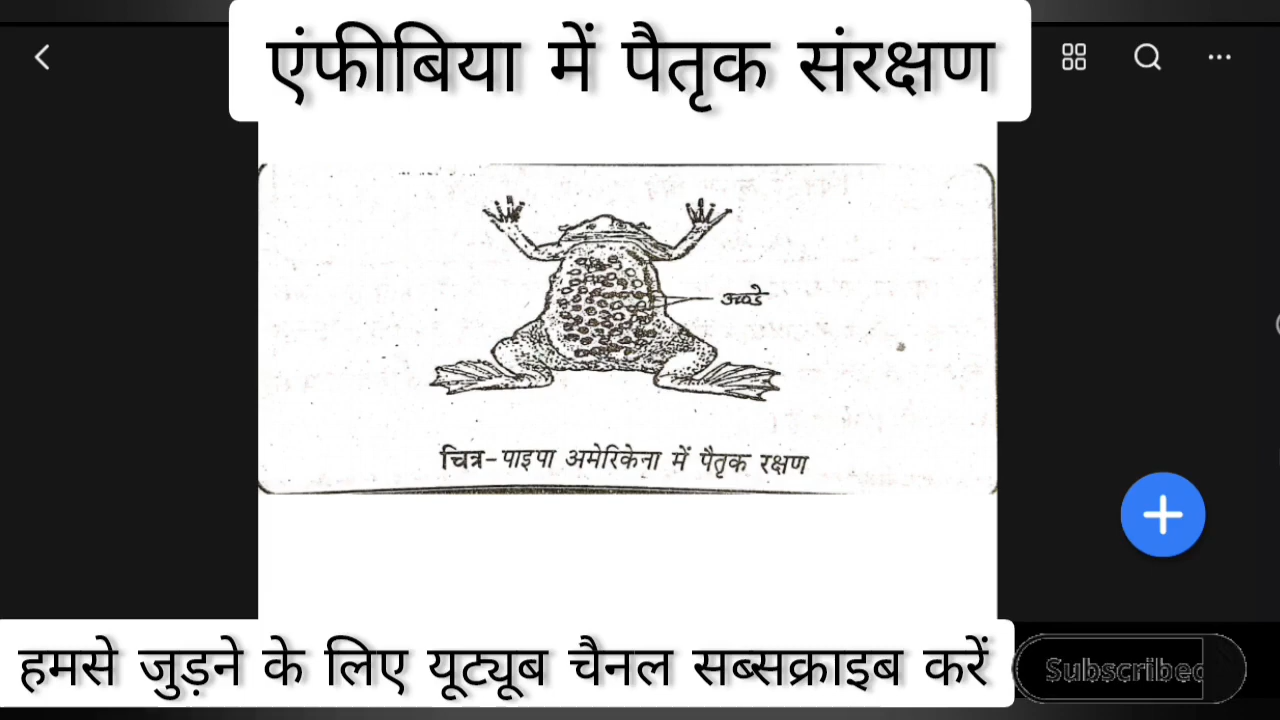 एंफीबिया में पैतृक संरक्षण
अण्डे
चित्र-पाइपा अमेरिकेना में पैतृक रक्षण
हमसे जुड़ने के लिए यूट्यूब चैनल सब्सक्राइब करें
Subscribed